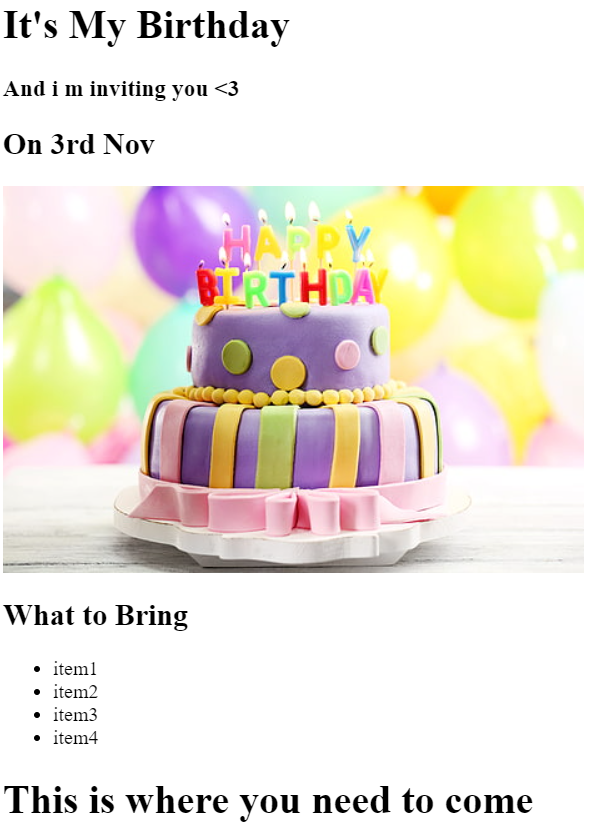 It's My Birthday
And i m inviting you <3
On 3rd Nov
HAPPY
BIRTHDAY
What to Bring
item1
item2
item3
item4
This is where you need to come